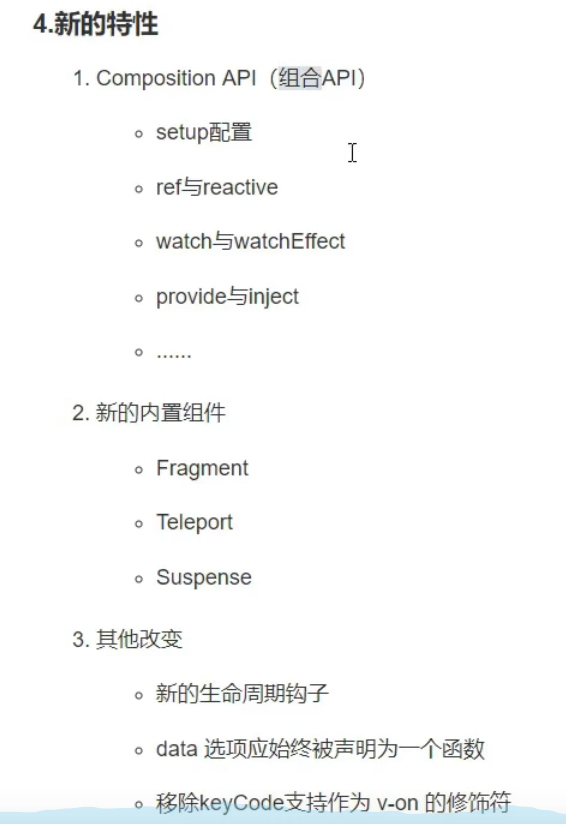 4.新的特性
1. Composition API（组合API）
setup配置
ref与reactive
watch与watchEffect
provide与inject
......
2. 新的内置组件
Fragment
Teleport
Suspense
3. 其他改变
新的生命周期钩子
data 选项应始终被声明为一个函数
移除keyCode支持作为 v-on 的修饰符